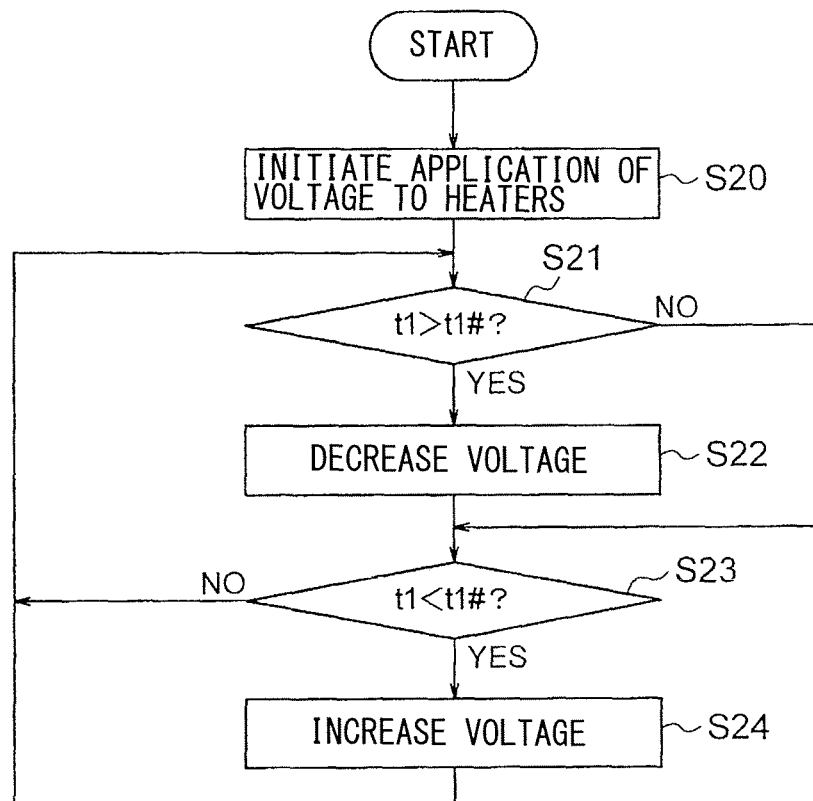 START
INITIATE APPLICATION OF
VOLTAGE TO HEATERS
S20
S21
t1>t1#?
NO
YES
DECREASE VOLTAGE
S22
NO
t1<t1#?
S23
YES
INCREASE VOLTAGE
S24